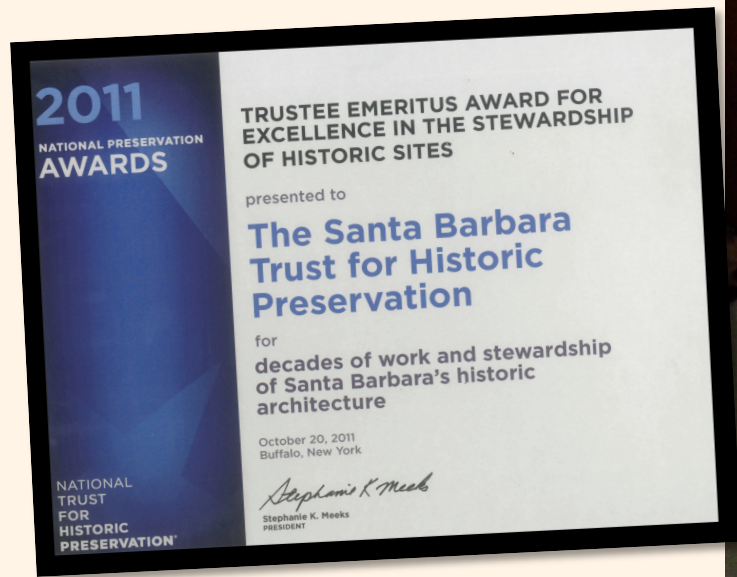 2011
NATIONAL PRESERVATION
AWARDS
TRUSTEE EMERITUS AWARD FOR
EXCELLENCE IN THE STEWARDSHIP
OF HISTORIC SITES
presented to
The Santa Barbara
Trust for Historic
Preservation
for
decades of work and stewardship
of Santa Barbara's historic
architecture
October 20, 2011
Buffalo, New York
Stephanie K Meeks
Stephanie K. Meeks
PRESIDENT
NATIONAL
TRUST
FOR
HISTORIC
PRESERVATION®